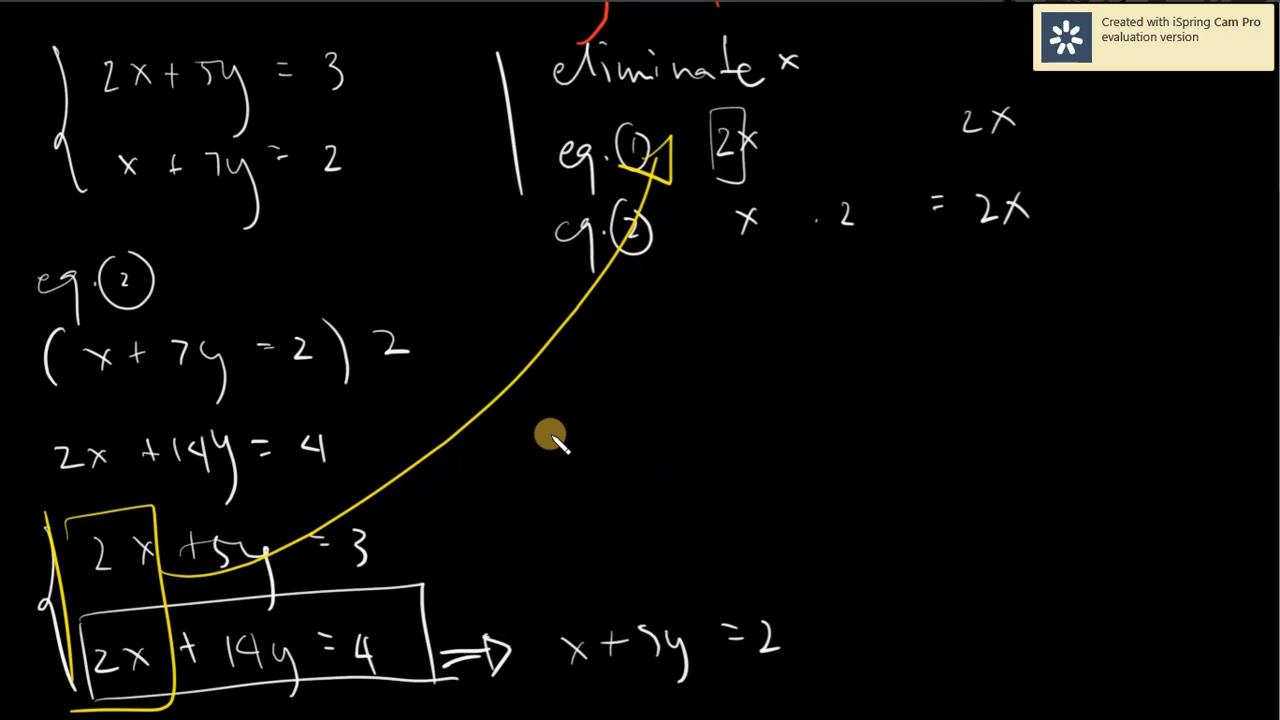 Created with iSpring Cam Pro
evaluation version
2x + 5y = 3
x + 7y = 2
eliminate x
eq. ① 2x 2x
eq. ② x . 2 = 2x
eq. ②
( x + 7y = 2 ) 2
2x + 14y = 4
2x + 5y = 3
2x + 14y = 4 ⇒ x + 5y = 2